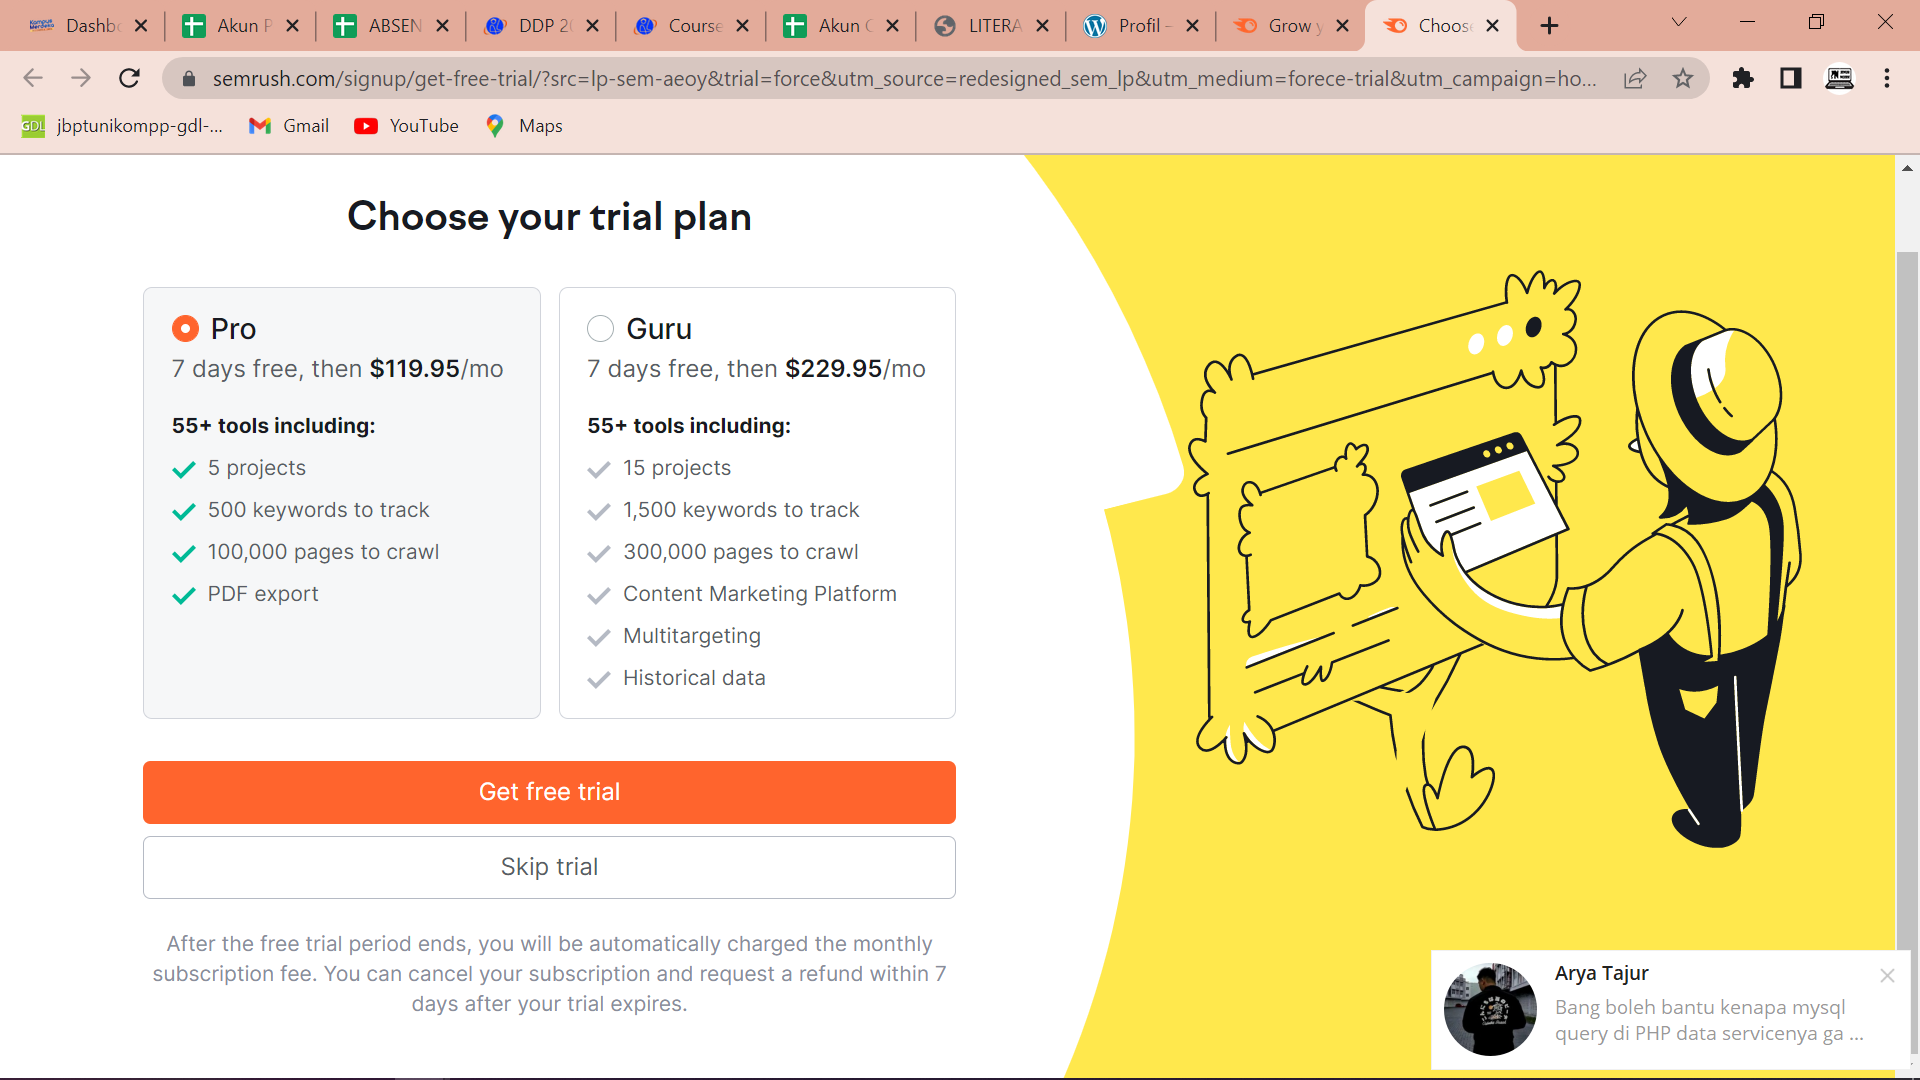 Dashb
Akun P
ABSEN
DDP 20
Course
Akun C
LITERA
Profil -
Grow y
Choose
semrush.com/signup/get-free-trial/?src=lp-sem-aeoy&trial=force&utm_source=redesigned_sem_lp&utm_medium=forece-trial&utm_campaign=ho...
GDL jbptunikompp-gdl-...
Gmail
YouTube
Maps
Choose your trial plan
Pro
7 days free, then $119.95/mo
55+ tools including:
5 projects
500 keywords to track
100,000 pages to crawl
PDF export
Guru
7 days free, then $229.95/mo
55+ tools including:
15 projects
1,500 keywords to track
300,000 pages to crawl
Content Marketing Platform
Multitargeting
Historical data
Get free trial
Skip trial
After the free trial period ends, you will be automatically charged the monthly
subscription fee. You can cancel your subscription and request a refund within 7
days after your trial expires.
Arya Tajur
Bang boleh bantu kenapa mysql
query di PHP data servicenya ga ...